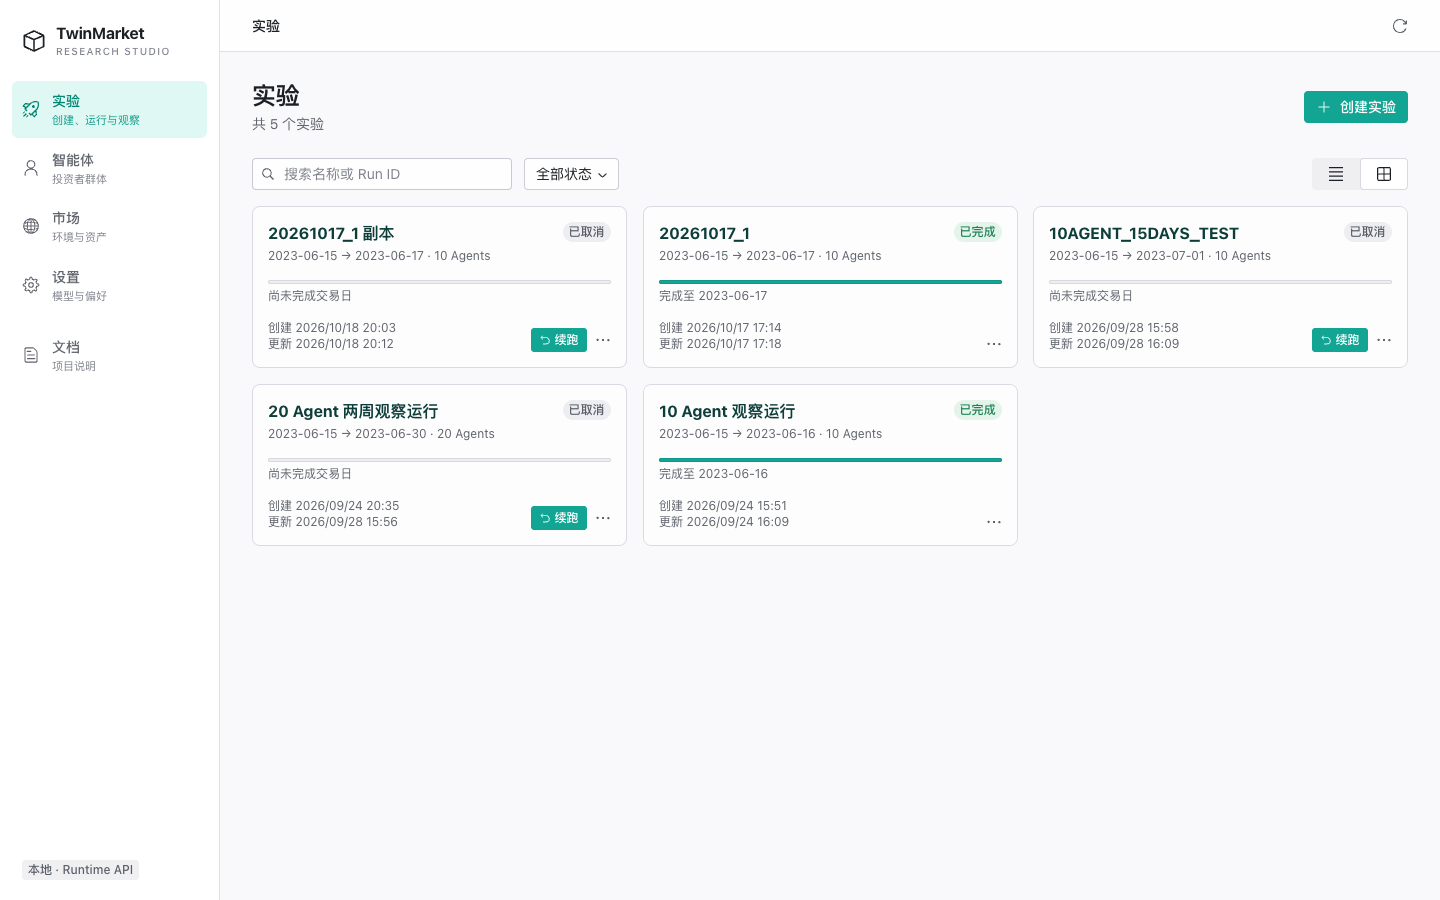 TwinMarket
RESEARCH STUDIO
实验
创建、运行与观察
智能体
投资者群体
市场
环境与资产
设置
模型与偏好
文档
项目说明
本地 · Runtime API
实验
实验
共 5 个实验
创建实验
搜索名称或 Run ID
全部状态
20261017_1 副本
已取消
2023-06-15 → 2023-06-17 · 10 Agents
尚未完成交易日
创建 2026/10/18 20:03
更新 2026/10/18 20:12
续跑
20261017_1
已完成
2023-06-15 → 2023-06-17 · 10 Agents
完成至 2023-06-17
创建 2026/10/17 17:14
更新 2026/10/17 17:18
10AGENT_15DAYS_TEST
已取消
2023-06-15 → 2023-07-01 · 10 Agents
尚未完成交易日
创建 2026/09/28 15:58
更新 2026/09/28 16:09
续跑
20 Agent 两周观察运行
已取消
2023-06-15 → 2023-06-30 · 20 Agents
尚未完成交易日
创建 2026/09/24 20:35
更新 2026/09/28 15:56
续跑
10 Agent 观察运行
已完成
2023-06-15 → 2023-06-16 · 10 Agents
完成至 2023-06-16
创建 2026/09/24 15:51
更新 2026/09/24 16:09